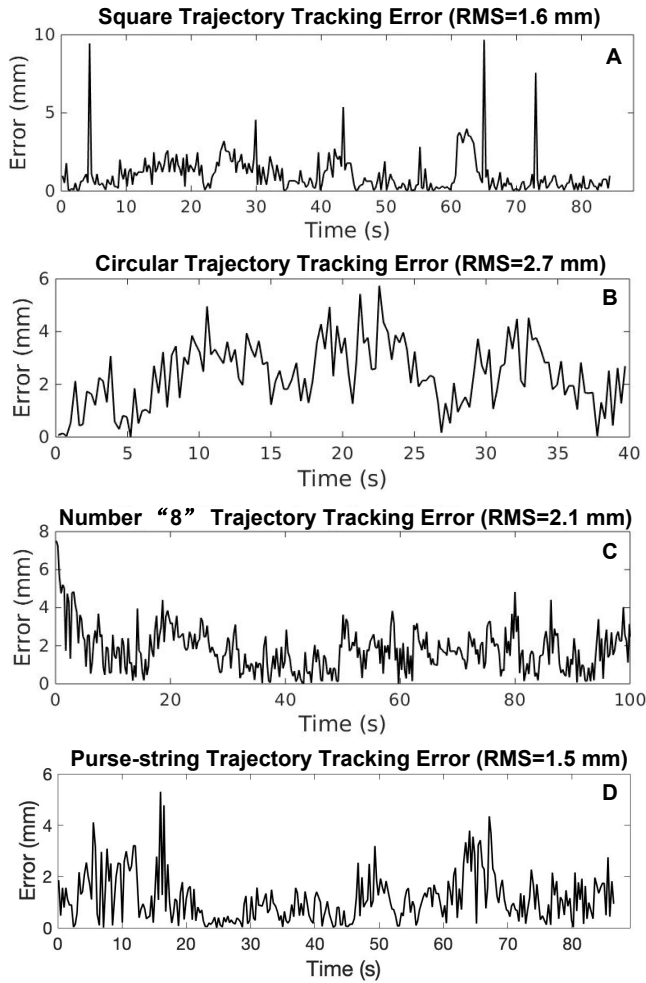 Square Trajectory Tracking Error (RMS=1.6 mm)
A
Error (mm)
10
5
0
0 10 20 30 40 50 60 70 80
Time (s)
Circular Trajectory Tracking Error (RMS=2.7 mm)
B
Error (mm)
6
4
2
0
0 5 10 15 20 25 30 35 40
Time (s)
Number “8” Trajectory Tracking Error (RMS=2.1 mm)
C
Error (mm)
8
6
4
2
0
0 20 40 60 80 100
Time (s)
Purse-string Trajectory Tracking Error (RMS=1.5 mm)
D
Error (mm)
6
4
2
0
0 10 20 30 40 50 60 70 80
Time (s)